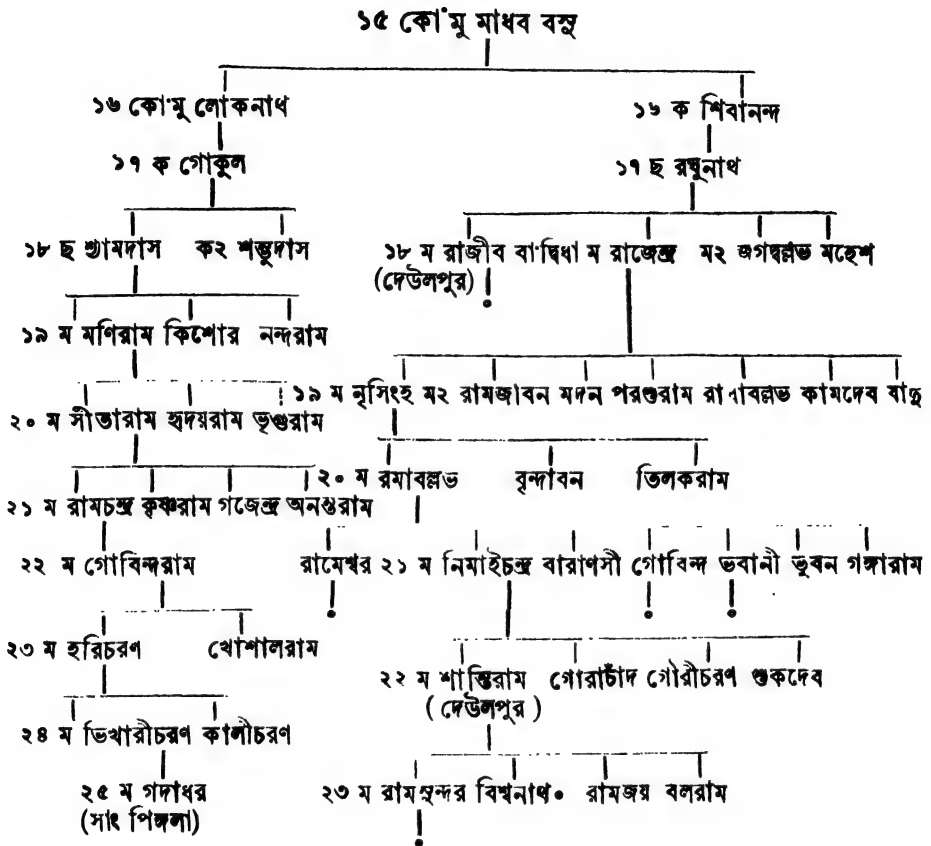 ১৫ কো'মু মাধব বসু
১৬ কো'মু লোকনাথ ১৬ ক শিবানন্দ
১৭ ক গোকুল ১৭ ছ রঘুনাথ
১৮ ছ শ্যামদাস ক২ শম্ভুদাস ১৮ ম রাজীব বা'দ্বিধা ম রাজেন্দ্র ম২ জগদ্বল্লভ মহেশ
(দেউলপুর)
১৯ ম মণিরাম কিশোর নন্দরাম
১৯ ম নৃসিংহ ম২ রামজীবন মদন পরশুরাম রাধাবল্লভ কামদেব যাদু
২০ ম সীতারাম হৃদয়রাম ভৃগুরাম
২০ ম রমাবল্লভ বৃন্দাবন তিলকরাম
২১ ম রামচন্দ্র কৃষ্ণরাম গজেন্দ্র অনন্তরাম
২২ ম গোবিন্দরাম রামেশ্বর ২১ ম নিমাইচন্দ্র বারাণসী গোবিন্দ ভবানী ভুবন গঙ্গারাম
২৩ ম হরিচরণ খোশালরাম
২২ ম শান্তিরাম গোরাচাঁদ গৌরীচরণ শুকদেব
(দেউলপুর)
২৪ ম ভিখারীচরণ কালীচরণ
২৫ ম গদাধর ২৩ ম রামসুন্দর বিশ্বনাথ• রামজয় বলরাম
(সাং পিঙ্গলা)